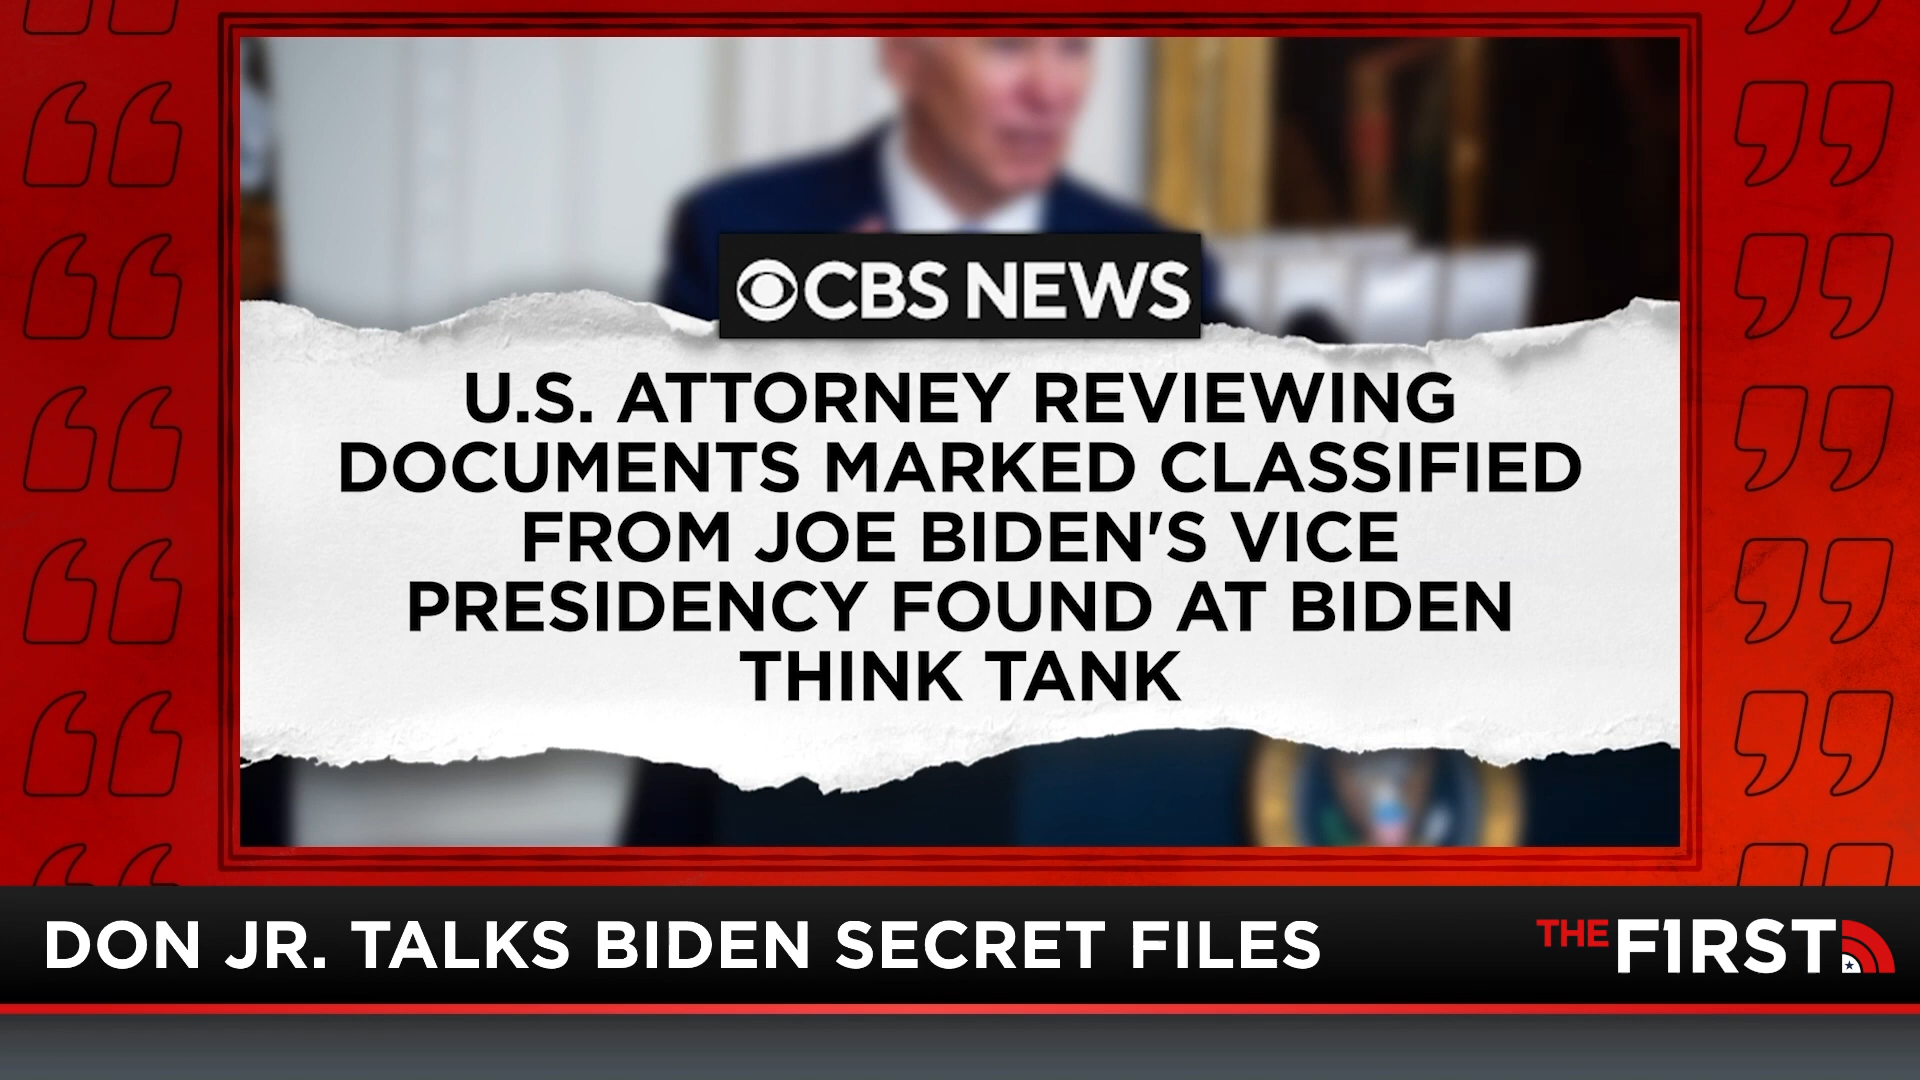 CBS NEWS
U.S. ATTORNEY REVIEWING
DOCUMENTS MARKED CLASSIFIED
FROM JOE BIDEN'S VICE
PRESIDENCY FOUND AT BIDEN
THINK TANK
DON JR. TALKS BIDEN SECRET FILES
THE FIRST